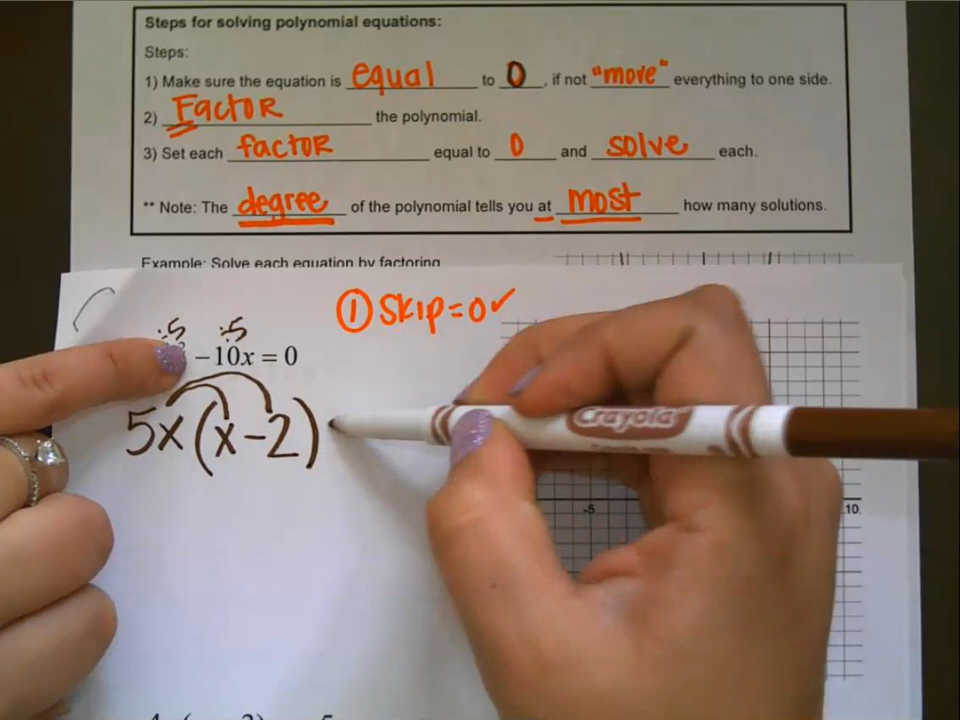 Steps for solving polynomial equations:
Steps:
1) Make sure the equation is equal to 0, if not "move" everything to one side.
2) Factor the polynomial.
3) Set each factor equal to 0 and solve each.
** Note: The degree of the polynomial tells you at most how many solutions.
Example: Solve each equation by factoring
① Skip = 0 ✓
÷5 ÷5
-10x = 0
5x(x-2)
Crayola
-5
10